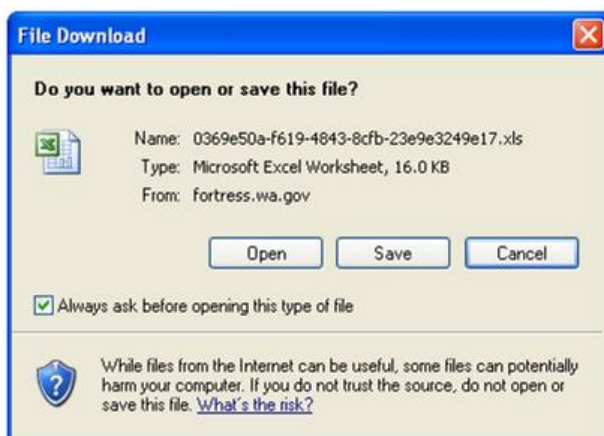 File Download
Do you want to open or save this file?
Name: 0369e50a-f619-4843-8cfb-23e9e3249e17.xls
Type: Microsoft Excel Worksheet, 16.0 KB
From: fortress.wa.gov
Open Save Cancel
Always ask before opening this type of file
While files from the Internet can be useful, some files can potentially
harm your computer. If you do not trust the source, do not open or
save this file. What's the risk?